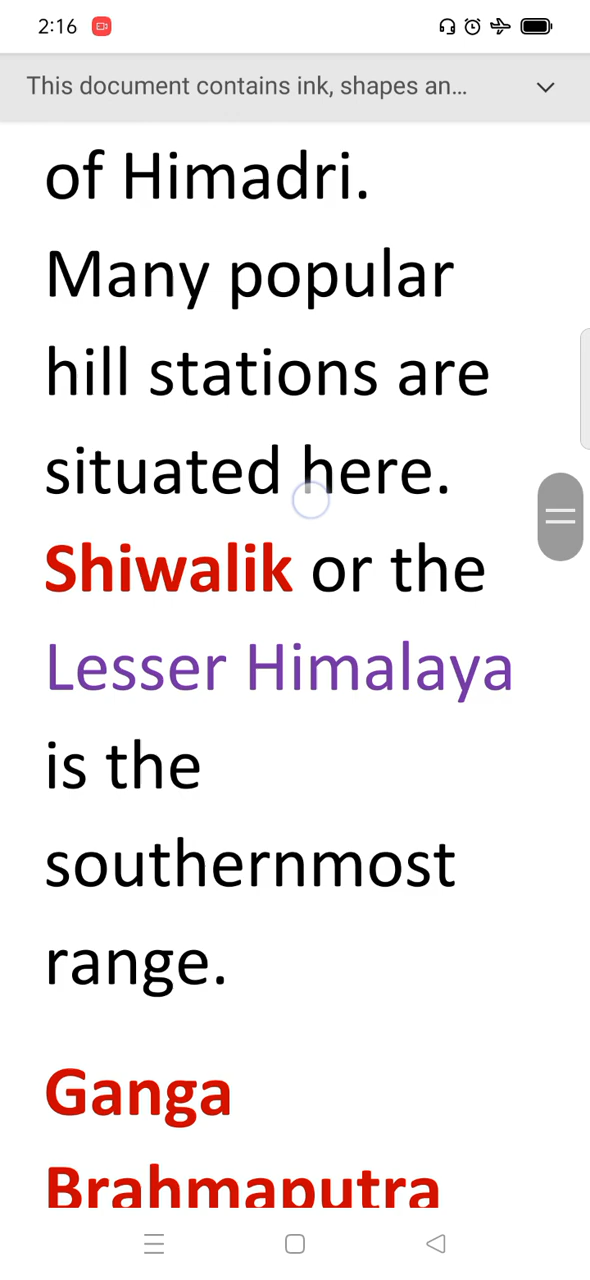 2:16
This document contains ink, shapes an...
of Himadri.
Many popular
hill stations are
situated here.
Shiwalik or the
Lesser Himalaya
is the
southernmost
range.
Ganga
Brahmaputra